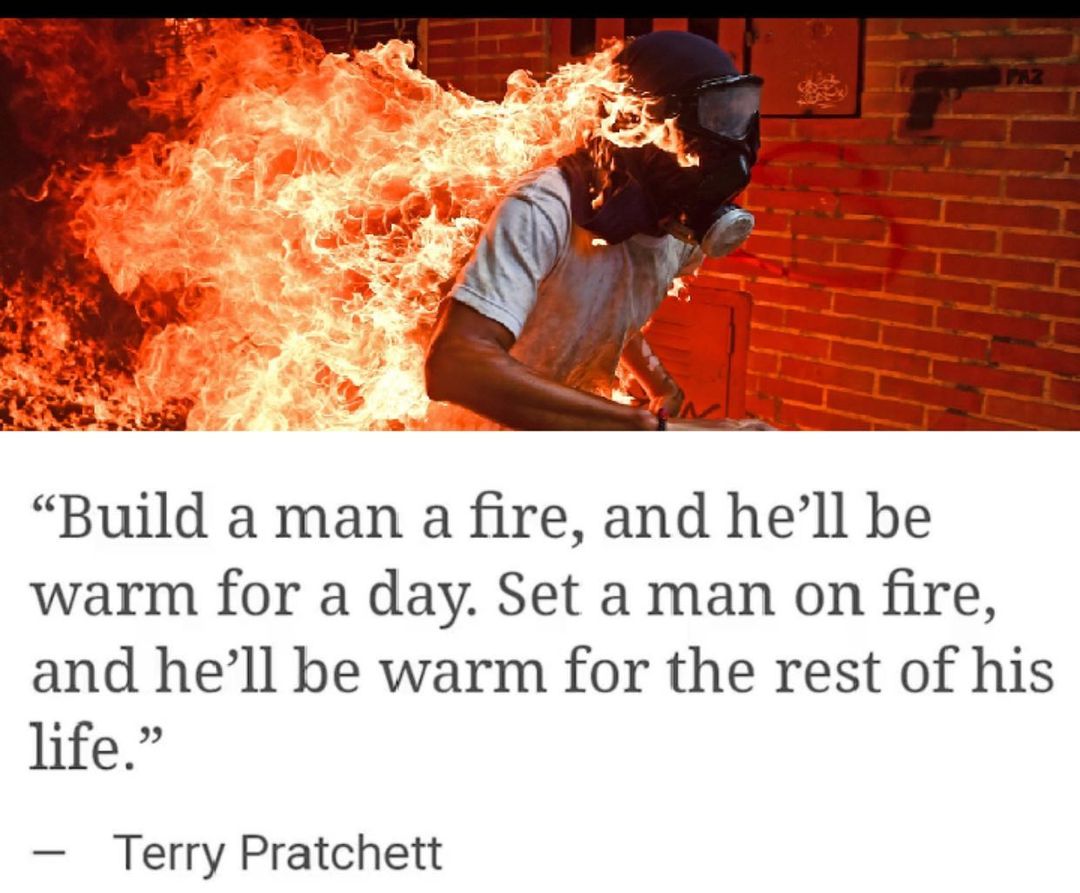 PAZ
“Build a man a fire, and he’ll be
warm for a day. Set a man on fire,
and he’ll be warm for the rest of his
life.”
— Terry Pratchett